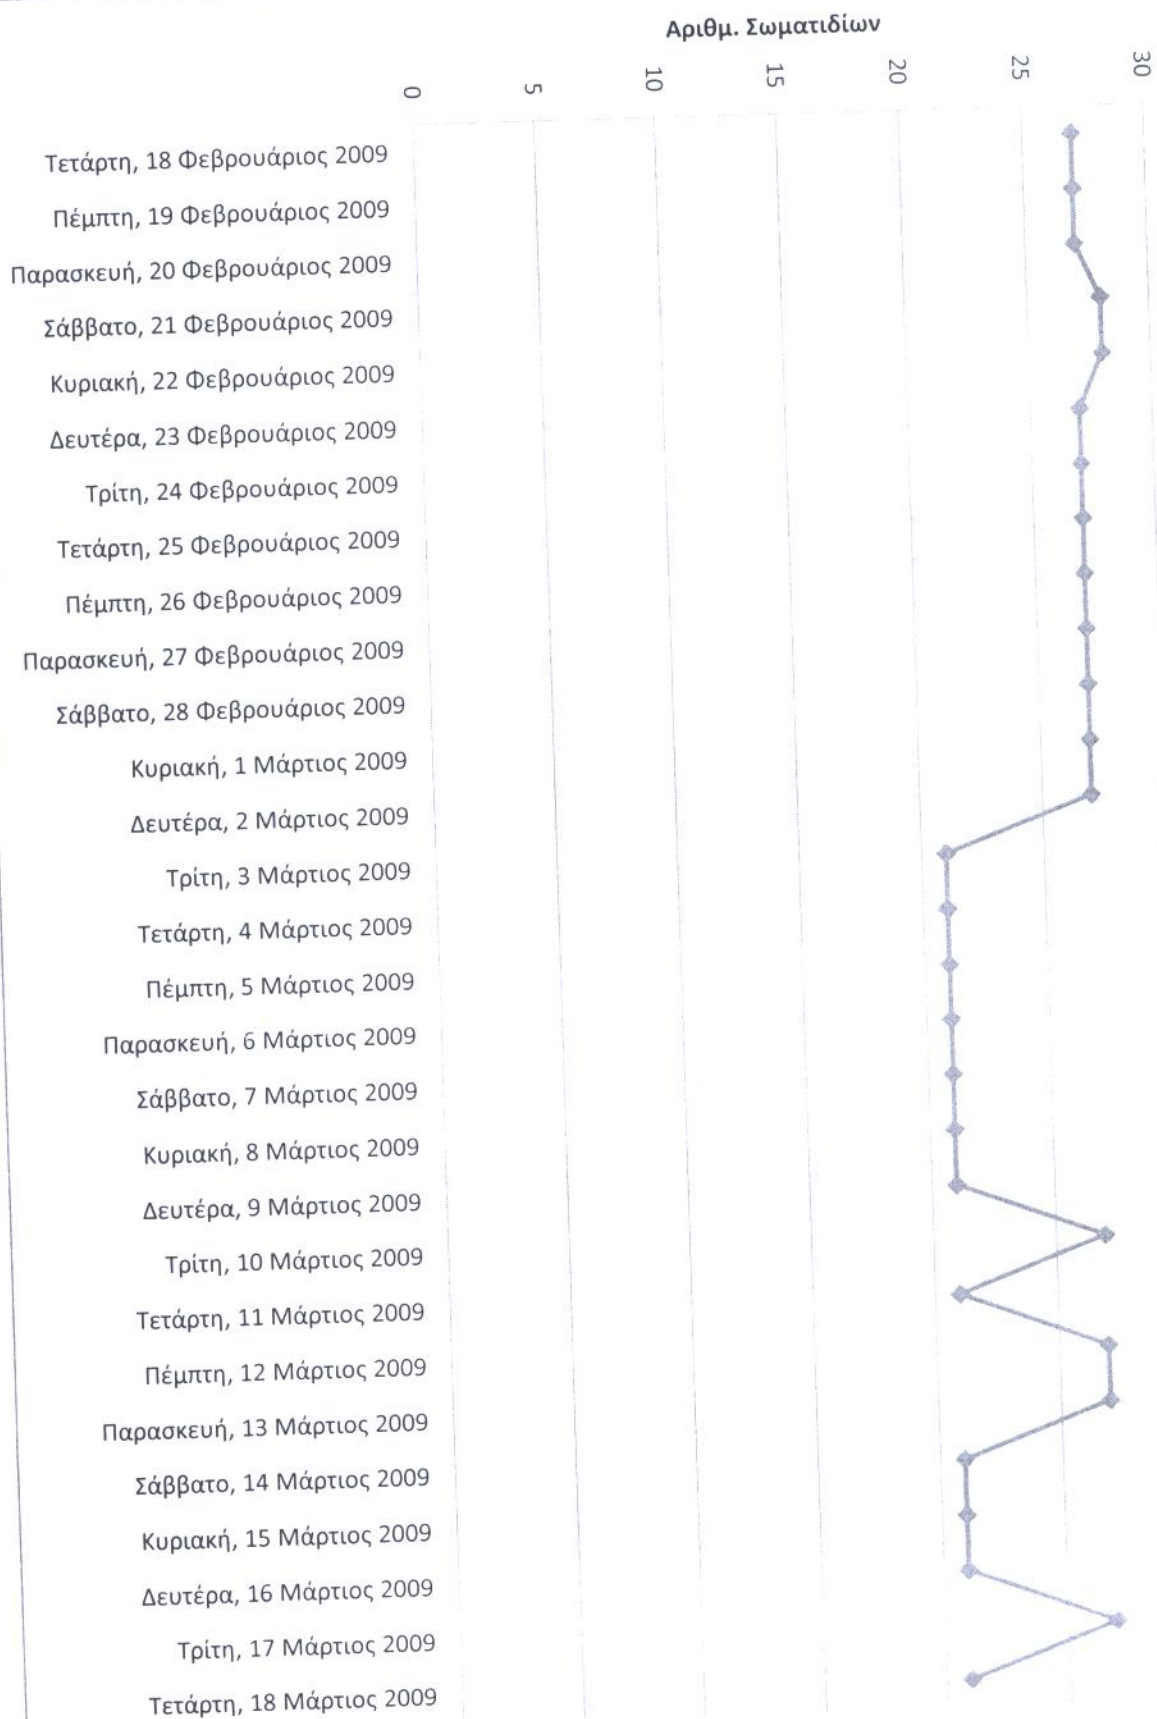 Αριθμ. Σωματιδίων
0
5
10
15
20
25
30
Τετάρτη, 18 Φεβρουάριος 2009
Πέμπτη, 19 Φεβρουάριος 2009
Παρασκευή, 20 Φεβρουάριος 2009
Σάββατο, 21 Φεβρουάριος 2009
Κυριακή, 22 Φεβρουάριος 2009
Δευτέρα, 23 Φεβρουάριος 2009
Τρίτη, 24 Φεβρουάριος 2009
Τετάρτη, 25 Φεβρουάριος 2009
Πέμπτη, 26 Φεβρουάριος 2009
Παρασκευή, 27 Φεβρουάριος 2009
Σάββατο, 28 Φεβρουάριος 2009
Κυριακή, 1 Μάρτιος 2009
Δευτέρα, 2 Μάρτιος 2009
Τρίτη, 3 Μάρτιος 2009
Τετάρτη, 4 Μάρτιος 2009
Πέμπτη, 5 Μάρτιος 2009
Παρασκευή, 6 Μάρτιος 2009
Σάββατο, 7 Μάρτιος 2009
Κυριακή, 8 Μάρτιος 2009
Δευτέρα, 9 Μάρτιος 2009
Τρίτη, 10 Μάρτιος 2009
Τετάρτη, 11 Μάρτιος 2009
Πέμπτη, 12 Μάρτιος 2009
Παρασκευή, 13 Μάρτιος 2009
Σάββατο, 14 Μάρτιος 2009
Κυριακή, 15 Μάρτιος 2009
Δευτέρα, 16 Μάρτιος 2009
Τρίτη, 17 Μάρτιος 2009
Τετάρτη, 18 Μάρτιος 2009